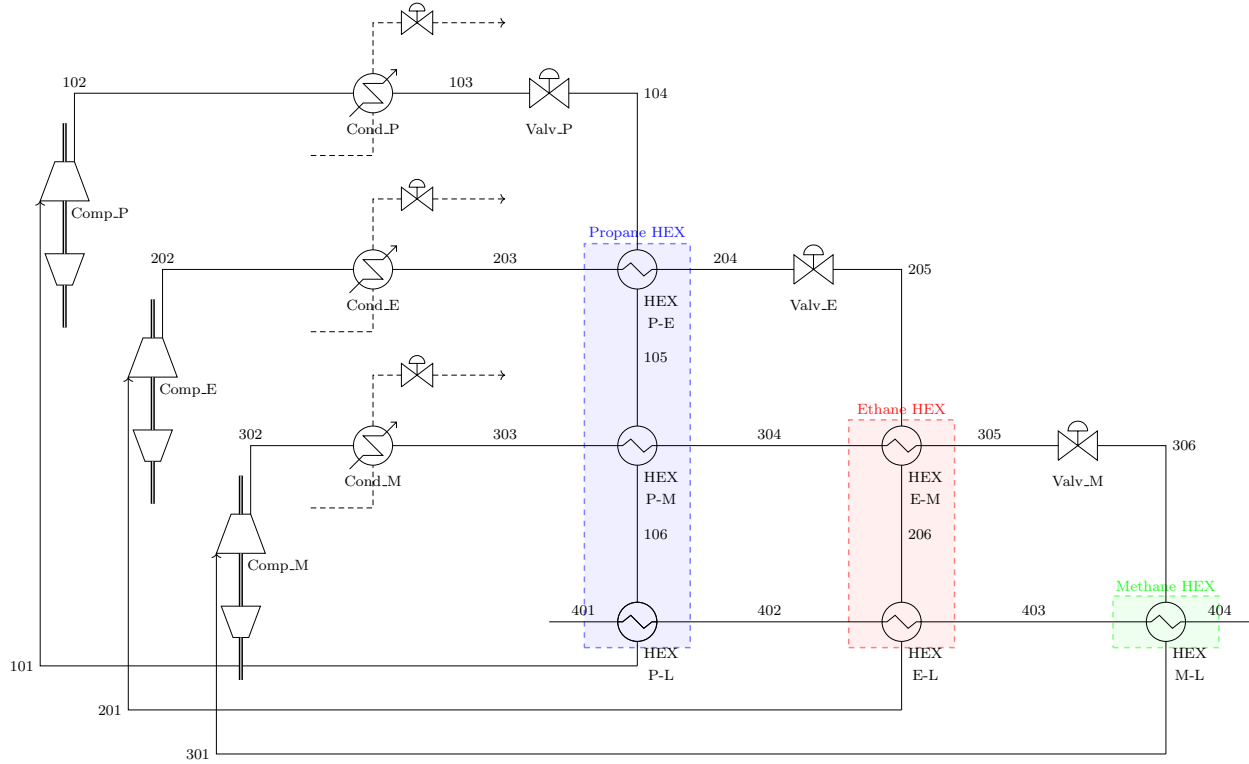 102
103
104
Cond_P
Valv_P
Comp_P
Propane HEX
202
203
204
205
Cond_E
HEX
P-E
Valv_E
105
Comp_E
Ethane HEX
302
303
304
305
306
Cond_M
HEX
P-M
HEX
E-M
Valv_M
106
206
Comp_M
Methane HEX
401
402
403
404
HEX
P-L
HEX
E-L
HEX
M-L
101
201
301